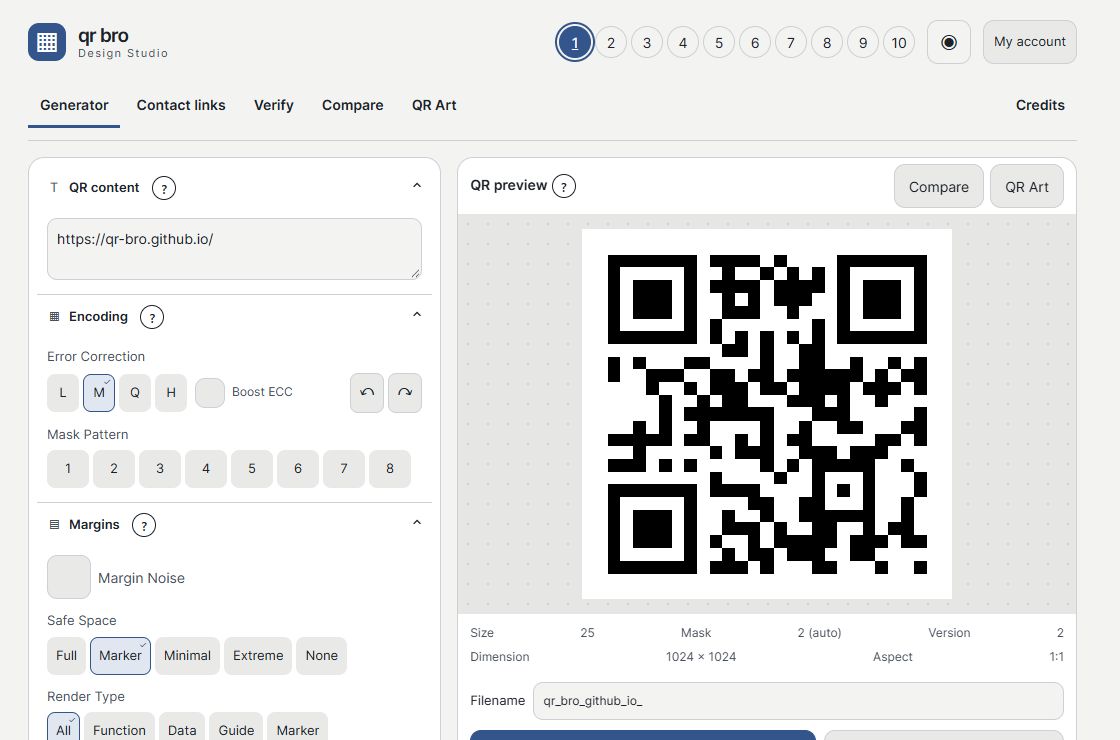 qr bro
Design Studio
1 2 3 4 5 6 7 8 9 10
My account
Generator Contact links Verify Compare QR Art Credits
T QR content ?
https://qr-bro.github.io/
Encoding ?
Error Correction
L M Q H Boost ECC
Mask Pattern
1 2 3 4 5 6 7 8
Margins ?
Margin Noise
Safe Space
Full Marker Minimal Extreme None
Render Type
All Function Data Guide Marker
QR preview ? Compare QR Art
Size 25 Mask 2 (auto) Version 2
Dimension 1024 × 1024 Aspect 1:1
Filename qr_bro_github_io_